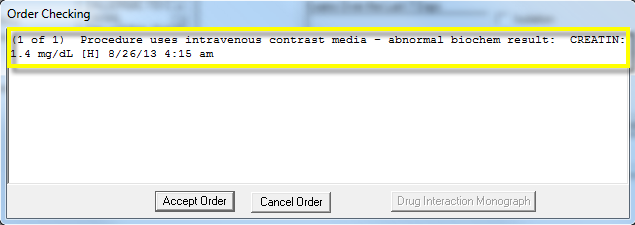 Order Checking
(1 of 1)  Procedure uses intravenous contrast media - abnormal biochem result:  CREATIN:
1.4 mg/dL [H] 8/26/13 4:15 am
Accept Order
Cancel Order
Drug Interaction Monograph